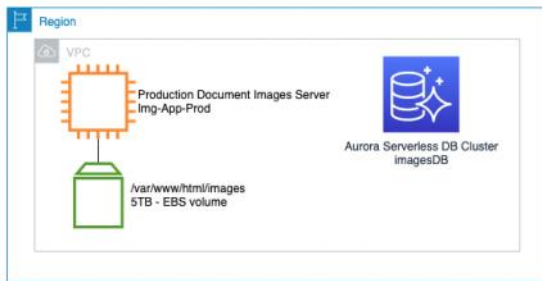 Region
VPC
Production Document Images Server
Img-App-Prod
Aurora Serverless DB Cluster
imagesDB
/var/www/html/images
5TB - EBS volume